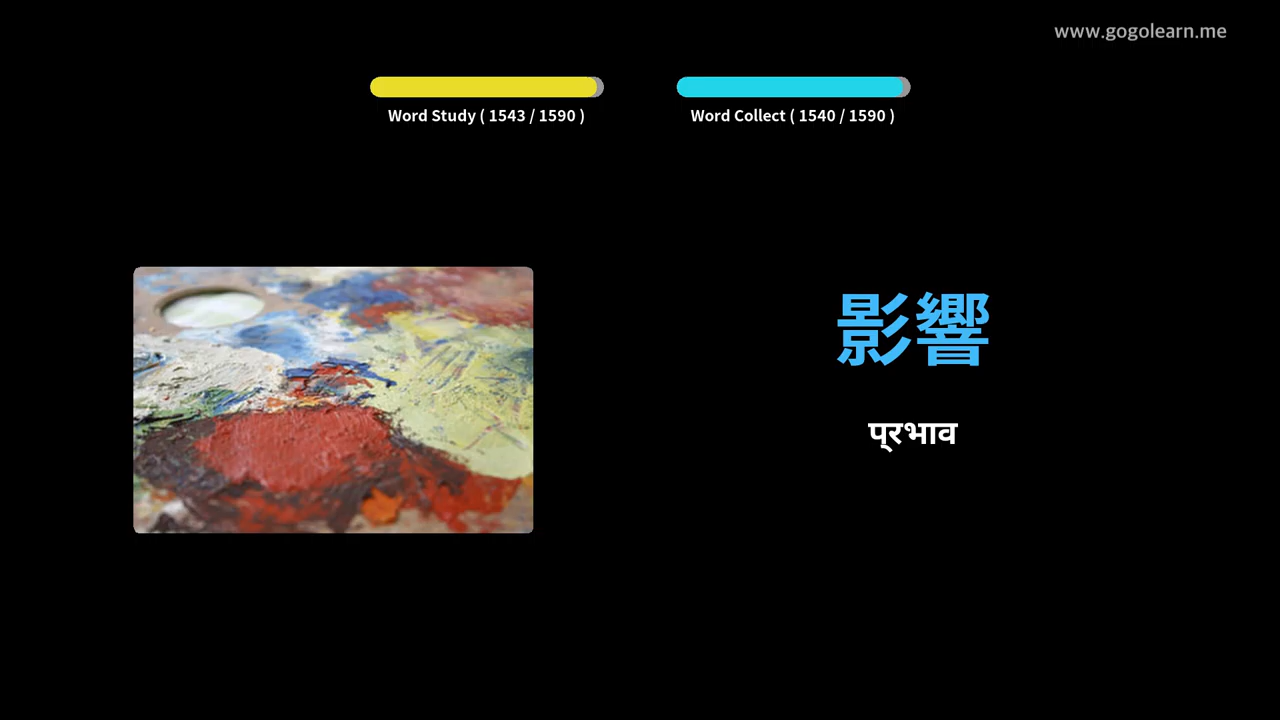 www.gogolearn.me
Word Study ( 1543 / 1590 )
Word Collect ( 1540 / 1590 )
影響
प्रभाव